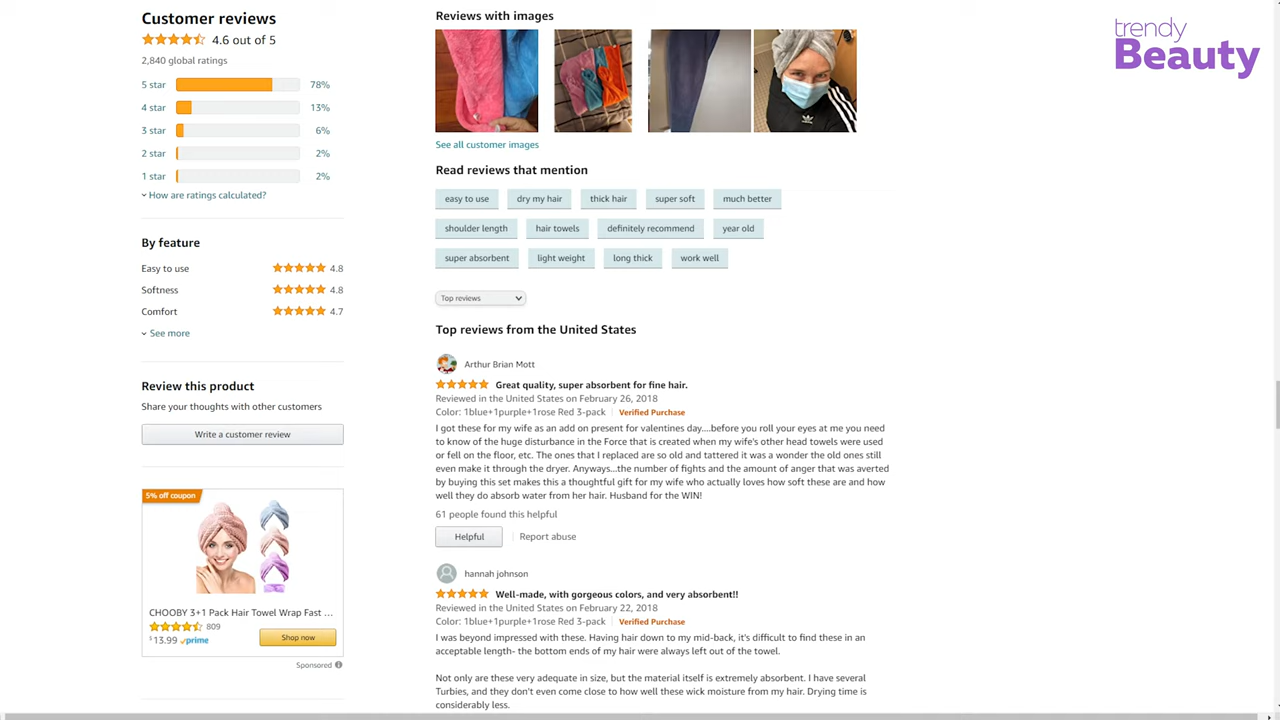 trendy
Beauty
Customer reviews
4.6 out of 5
2,840 global ratings
5 star 78%
4 star 13%
3 star 6%
2 star 2%
1 star 2%
How are ratings calculated?
By feature
Easy to use 4.8
Softness 4.8
Comfort 4.7
See more
Review this product
Share your thoughts with other customers
Write a customer review
5% off coupon
CHOOBY 3+1 Pack Hair Towel Wrap Fast ...
809
$13.99 prime
Shop now
Sponsored
Reviews with images
See all customer images
Read reviews that mention
easy to use dry my hair thick hair super soft much better
shoulder length hair towels definitely recommend year old
super absorbent light weight long thick work well
Top reviews
Top reviews from the United States
Arthur Brian Mott
Great quality, super absorbent for fine hair.
Reviewed in the United States on February 26, 2018
Color: 1blue+1purple+1rose Red 3-pack | Verified Purchase
I got these for my wife as an add on present for valentines day....before you roll your eyes at me you need
to know of the huge disturbance in the Force that is created when my wife's other head towels were used
or fell on the floor, etc. The ones that I replaced are so old and tattered it was a wonder the old ones still
even make it through the dryer. Anyways...the number of fights and the amount of anger that was averted
by buying this set makes this a thoughtful gift for my wife who actually loves how soft these are and how
well they do absorb water from her hair. Husband for the WIN!
61 people found this helpful
Helpful | Report abuse
hannah johnson
Well-made, with gorgeous colors, and very absorbent!!
Reviewed in the United States on February 22, 2018
Color: 1blue+1purple+1rose Red 3-pack | Verified Purchase
I was beyond impressed with these. Having hair down to my mid-back, it's difficult to find these in an
acceptable length- the bottom ends of my hair were always left out of the towel.
Not only are these very adequate in size, but the material itself is extremely absorbent. I have several
Turbies, and they don't even come close to how well these wick moisture from my hair. Drying time is
considerably less.